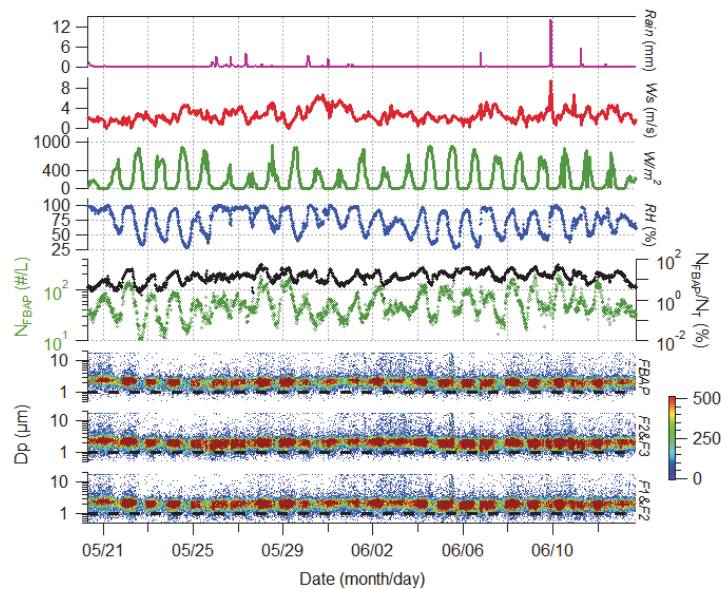 12
6
0
Rain (mm)
8
4
0
Ws (m/s)
1000
400
0
W/m²
100
75
50
25
RH (%)
N_FBAP (#/L)
10²
10¹
10²
10⁰
10⁻²
N_FBAP/N_T (%)
Dp (µm)
10
1
FBAP
10
1
F2&F3
10
1
F1&F2
500
250
0
05/21 05/25 05/29 06/02 06/06 06/10
Date (month/day)